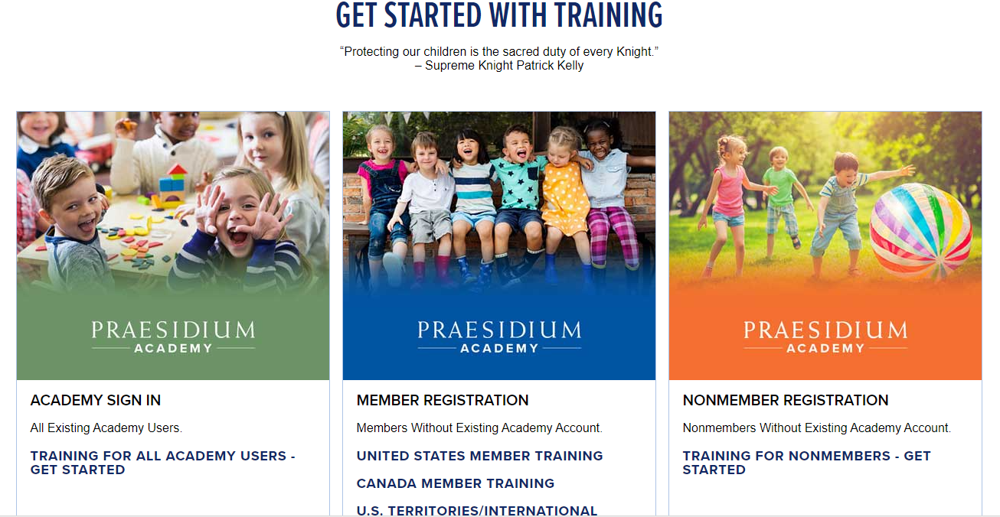 GET STARTED WITH TRAINING
“Protecting our children is the sacred duty of every Knight.”
– Supreme Knight Patrick Kelly
PRAESIDIUM
ACADEMY
ACADEMY SIGN IN
All Existing Academy Users.
TRAINING FOR ALL ACADEMY USERS -
GET STARTED
PRAESIDIUM
ACADEMY
MEMBER REGISTRATION
Members Without Existing Academy Account.
UNITED STATES MEMBER TRAINING
CANADA MEMBER TRAINING
U.S. TERRITORIES/INTERNATIONAL
PRAESIDIUM
ACADEMY
NONMEMBER REGISTRATION
Nonmembers Without Existing Academy Account.
TRAINING FOR NONMEMBERS - GET
STARTED